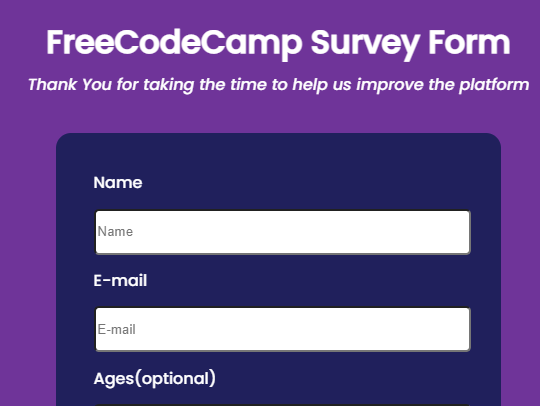 FreeCodeCamp Survey Form
Thank You for taking the time to help us improve the platform
Name
Name
E-mail
E-mail
Ages(optional)